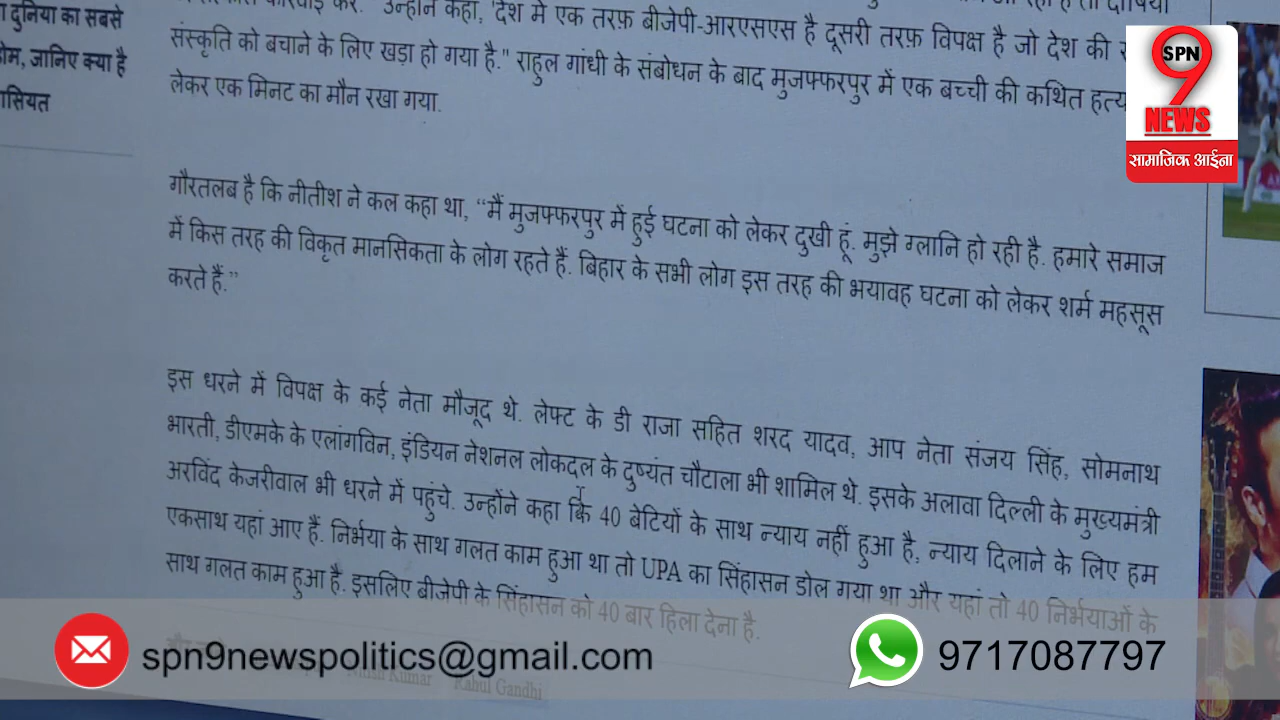 दुनिया का सबसे
जानिए क्या है
उन्होंने कहा, 'देश में एक तरफ़ बीजेपी-आरएसएस है दूसरी तरफ़ विपक्ष है जो देश की
संस्कृति को बचाने के लिए खड़ा हो गया है." राहुल गांधी के संबोधन के बाद मुजफ्फरपुर में एक बच्ची की कथित
लेकर एक मिनट का मौन रखा गया.
गौरतलब है कि नीतीश ने कल कहा था, “मैं मुजफ्फरपुर में हुई घटना को लेकर दुखी हूं. मुझे ग्लानि हो रही है. हमारे समाज
में किस तरह की विकृत मानसिकता के लोग रहते हैं. बिहार के सभी लोग इस तरह की भयावह घटना को लेकर शर्म महसूस
करते हैं.”
इस धरने में विपक्ष के कई नेता मौजूद थे. लेफ्ट के डी राजा सहित शरद यादव, आप नेता संजय सिंह, सोमनाथ
भारती, डीएमके के एलांगविन, इंडियन नेशनल लोकदल के दुष्यंत चौटाला भी शामिल थे. इसके अलावा दिल्ली के मुख्यमंत्री
अरविंद केजरीवाल भी धरने में पहुंचे. उन्होंने कहा कि 40 बेटियों के साथ न्याय नहीं हुआ है, न्याय दिलाने के लिए हम
एकसाथ यहां आए हैं. निर्भया के साथ गलत काम हुआ था तो UPA का सिंहासन डोल गया था और यहां तो 40 निर्भयाओं के
साथ गलत काम हुआ है. इसलिए बीजेपी के सिंहासन को 40 बार हिला देना है.
Nitish Kumar Rahul Gandhi
SPN
9
NEWS
सामाजिक आईना
spn9newspolitics@gmail.com
9717087797